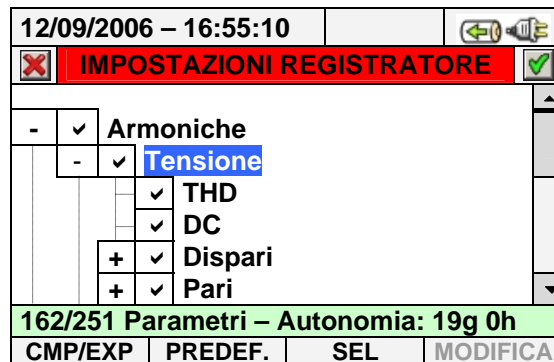 12/09/2006 – 16:55:10
IMPOSTAZIONI REGISTRATORE
- Armoniche
- Tensione
THD
DC
+ Dispari
+ Pari
162/251 Parametri – Autonomia: 19g 0h
CMP/EXP PREDEF. SEL MODIFICA